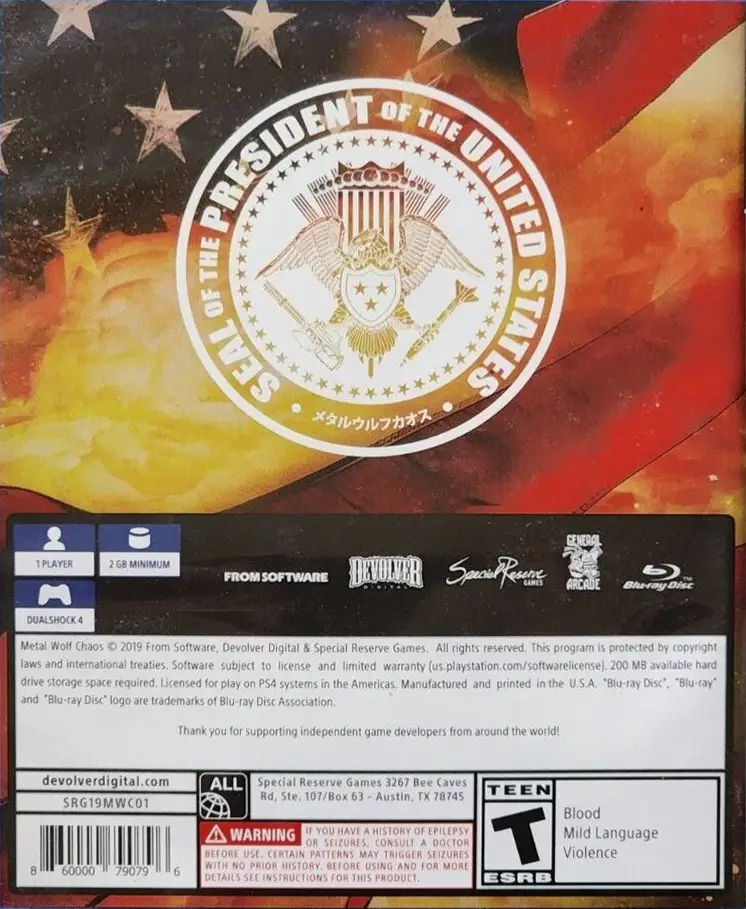 SEAL OF THE PRESIDENT OF THE UNITED STATES
メタルウルフカオス
1 PLAYER
2 GB MINIMUM
DUALSHOCK 4
FROMSOFTWARE
DEVOLVER
DIGITAL
Special Reserve
GAMES
GENERAL
ARCADE
Blu-ray Disc™
Metal Wolf Chaos © 2019 From Software, Devolver Digital & Special Reserve Games. All rights reserved. This program is protected by copyright
laws and international treaties. Software subject to license and limited warranty (us.playstation.com/softwarelicense). 200 MB available hard
drive storage space required. Licensed for play on PS4 systems in the Americas. Manufactured and printed in the U.S.A. "Blu-ray Disc", "Blu-ray"
and "Blu-ray Disc" logo are trademarks of Blu-ray Disc Association.
Thank you for supporting independent game developers from around the world!
devolverdigital.com
SRG19MWC01
8 60000 79079 6
ALL
Special Reserve Games 3267 Bee Caves
Rd, Ste. 107/Box 63 - Austin, TX 78745
WARNING IF YOU HAVE A HISTORY OF EPILEPSY
OR SEIZURES, CONSULT A DOCTOR
BEFORE USE. CERTAIN PATTERNS MAY TRIGGER SEIZURES
WITH NO PRIOR HISTORY. BEFORE USING AND FOR MORE
DETAILS SEE INSTRUCTIONS FOR THIS PRODUCT.
TEEN
T
ESRB
Blood
Mild Language
Violence